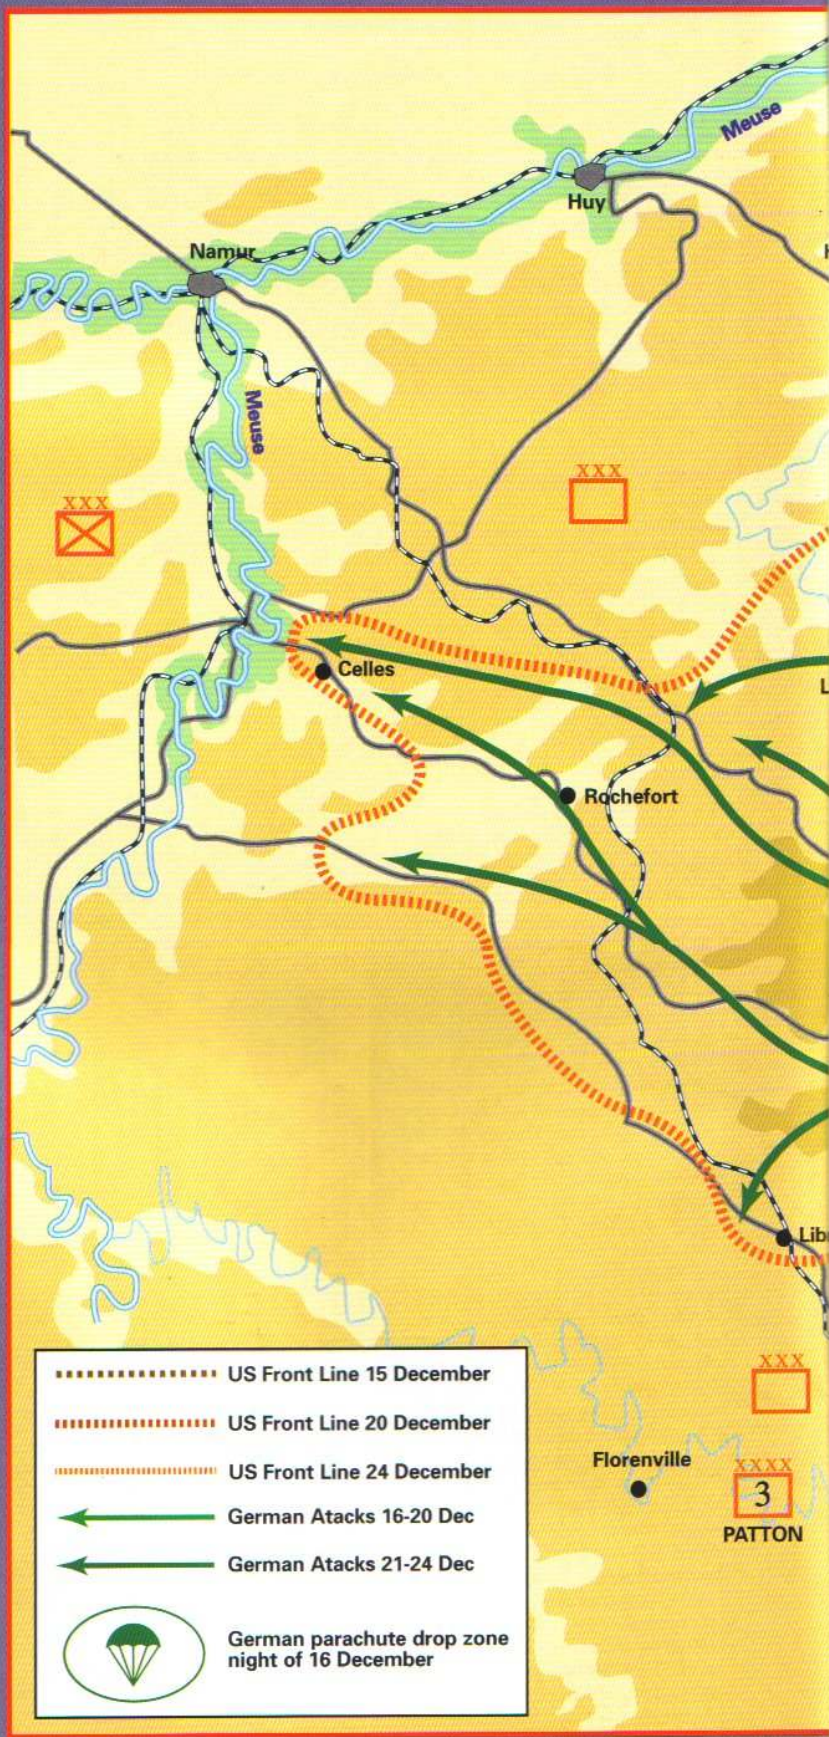 Meuse
Huy
H
Namur
Meuse
XXX
XXX
Celles
L
Rochefort
Lib
US Front Line 15 December
US Front Line 20 December
US Front Line 24 December
German Atacks 16-20 Dec
German Atacks 21-24 Dec
German parachute drop zone
night of 16 December
XXX
Florenville
XXXX
3
PATTON